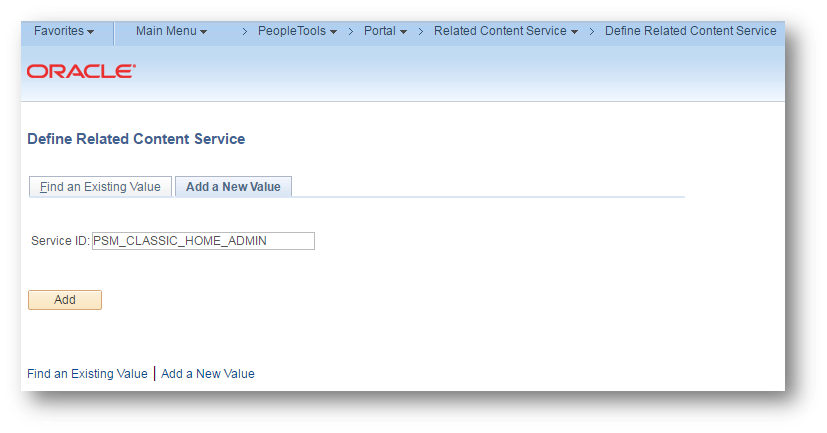 Favorites Main Menu > PeopleTools > Portal > Related Content Service > Define Related Content Service
ORACLE
Define Related Content Service
Find an Existing Value Add a New Value
Service ID: PSM_CLASSIC_HOME_ADMIN
Add
Find an Existing Value | Add a New Value